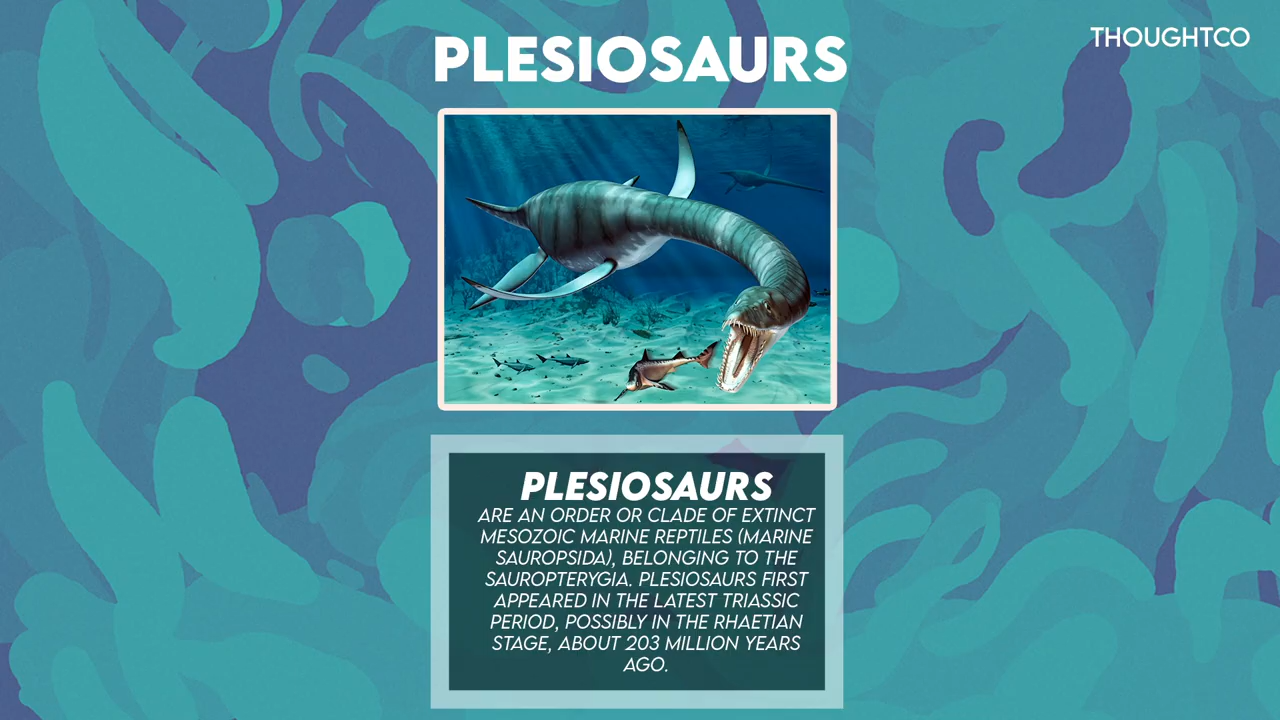 PLESIOSAURS
THOUGHTCO
PLESIOSAURS
ARE AN ORDER OR CLADE OF EXTINCT
MESOZOIC MARINE REPTILES (MARINE
SAUROPSIDA), BELONGING TO THE
SAUROPTERYGIA. PLESIOSAURS FIRST
APPEARED IN THE LATEST TRIASSIC
PERIOD, POSSIBLY IN THE RHAETIAN
STAGE, ABOUT 203 MILLION YEARS
AGO.